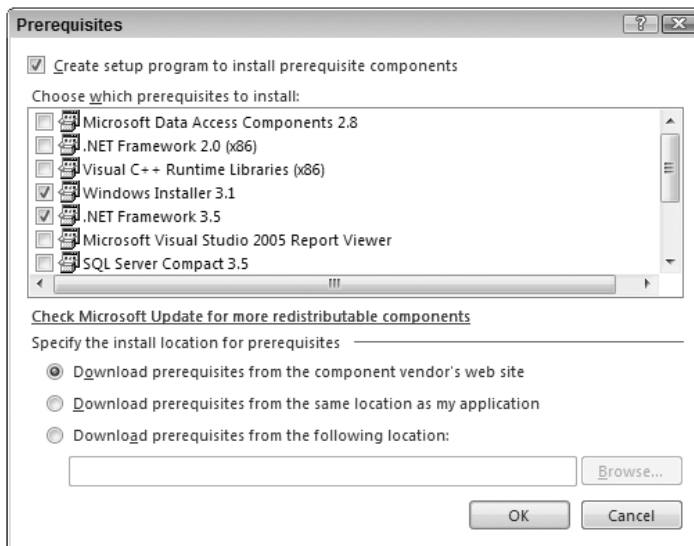 Prerequisites
Create setup program to install prerequisite components
Choose which prerequisites to install:
Microsoft Data Access Components 2.8
.NET Framework 2.0 (x86)
Visual C++ Runtime Libraries (x86)
Windows Installer 3.1
.NET Framework 3.5
Microsoft Visual Studio 2005 Report Viewer
SQL Server Compact 3.5
Check Microsoft Update for more redistributable components
Specify the install location for prerequisites
Download prerequisites from the component vendor's web site
Download prerequisites from the same location as my application
Download prerequisites from the following location:
Browse...
OK Cancel